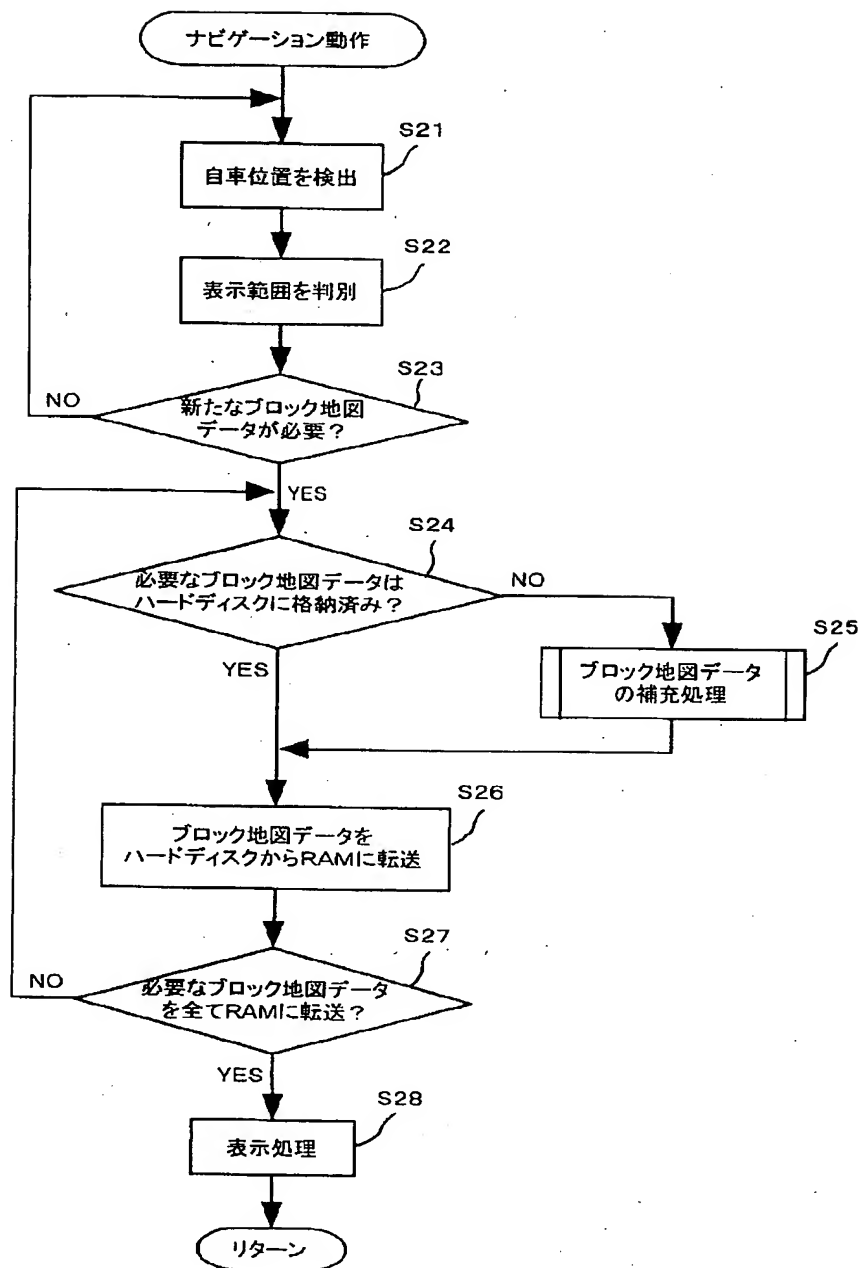 ナビゲーション動作
S21
自車位置を検出
S22
表示範囲を判別
S23
NO
新たなブロック地図
データが必要？
YES
S24
必要なブロック地図データは
ハードディスクに格納済み？
NO
YES
S25
ブロック地図データ
の補充処理
S26
ブロック地図データを
ハードディスクからRAMに転送
S27
NO
必要なブロック地図データ
を全てRAMに転送？
YES
S28
表示処理
リターン